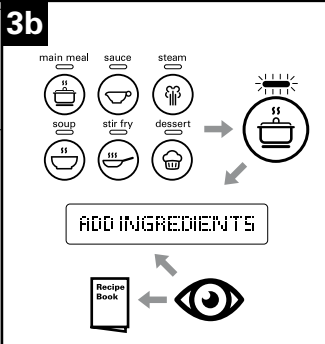 3b
main meal sauce steam
soup stir fry dessert
ADD INGREDIENTS
Recipe
Book